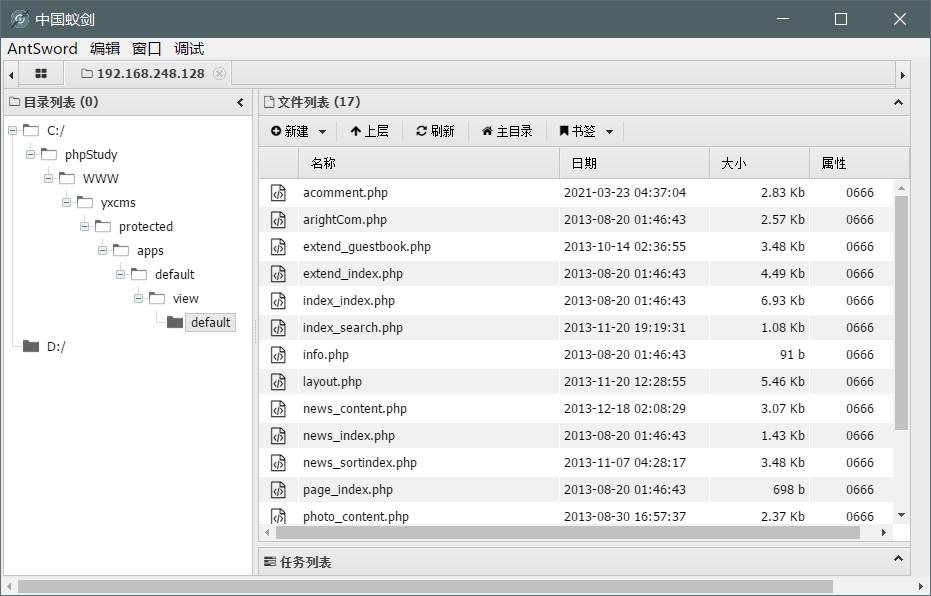 中国蚁剑
AntSword 编辑 窗口 调试
192.168.248.128
目录列表 (0)
C:/
phpStudy
WWW
yxcms
protected
apps
default
view
default
D:/
文件列表 (17)
新建 上层 刷新 主目录 书签
名称 日期 大小 属性
acomment.php 2021-03-23 04:37:04 2.83 Kb 0666
arightCom.php 2013-08-20 01:46:43 2.57 Kb 0666
extend_guestbook.php 2013-10-14 02:36:55 3.48 Kb 0666
extend_index.php 2013-08-20 01:46:43 4.49 Kb 0666
index_index.php 2013-08-20 01:46:43 6.93 Kb 0666
index_search.php 2013-11-20 19:19:31 1.08 Kb 0666
info.php 2013-08-20 01:46:43 91 b 0666
layout.php 2013-11-20 12:28:55 5.46 Kb 0666
news_content.php 2013-12-18 02:08:29 3.07 Kb 0666
news_index.php 2013-08-20 01:46:43 1.43 Kb 0666
news_sortindex.php 2013-11-07 04:28:17 3.48 Kb 0666
page_index.php 2013-08-20 01:46:43 698 b 0666
photo_content.php 2013-08-30 16:57:37 2.37 Kb 0666
任务列表